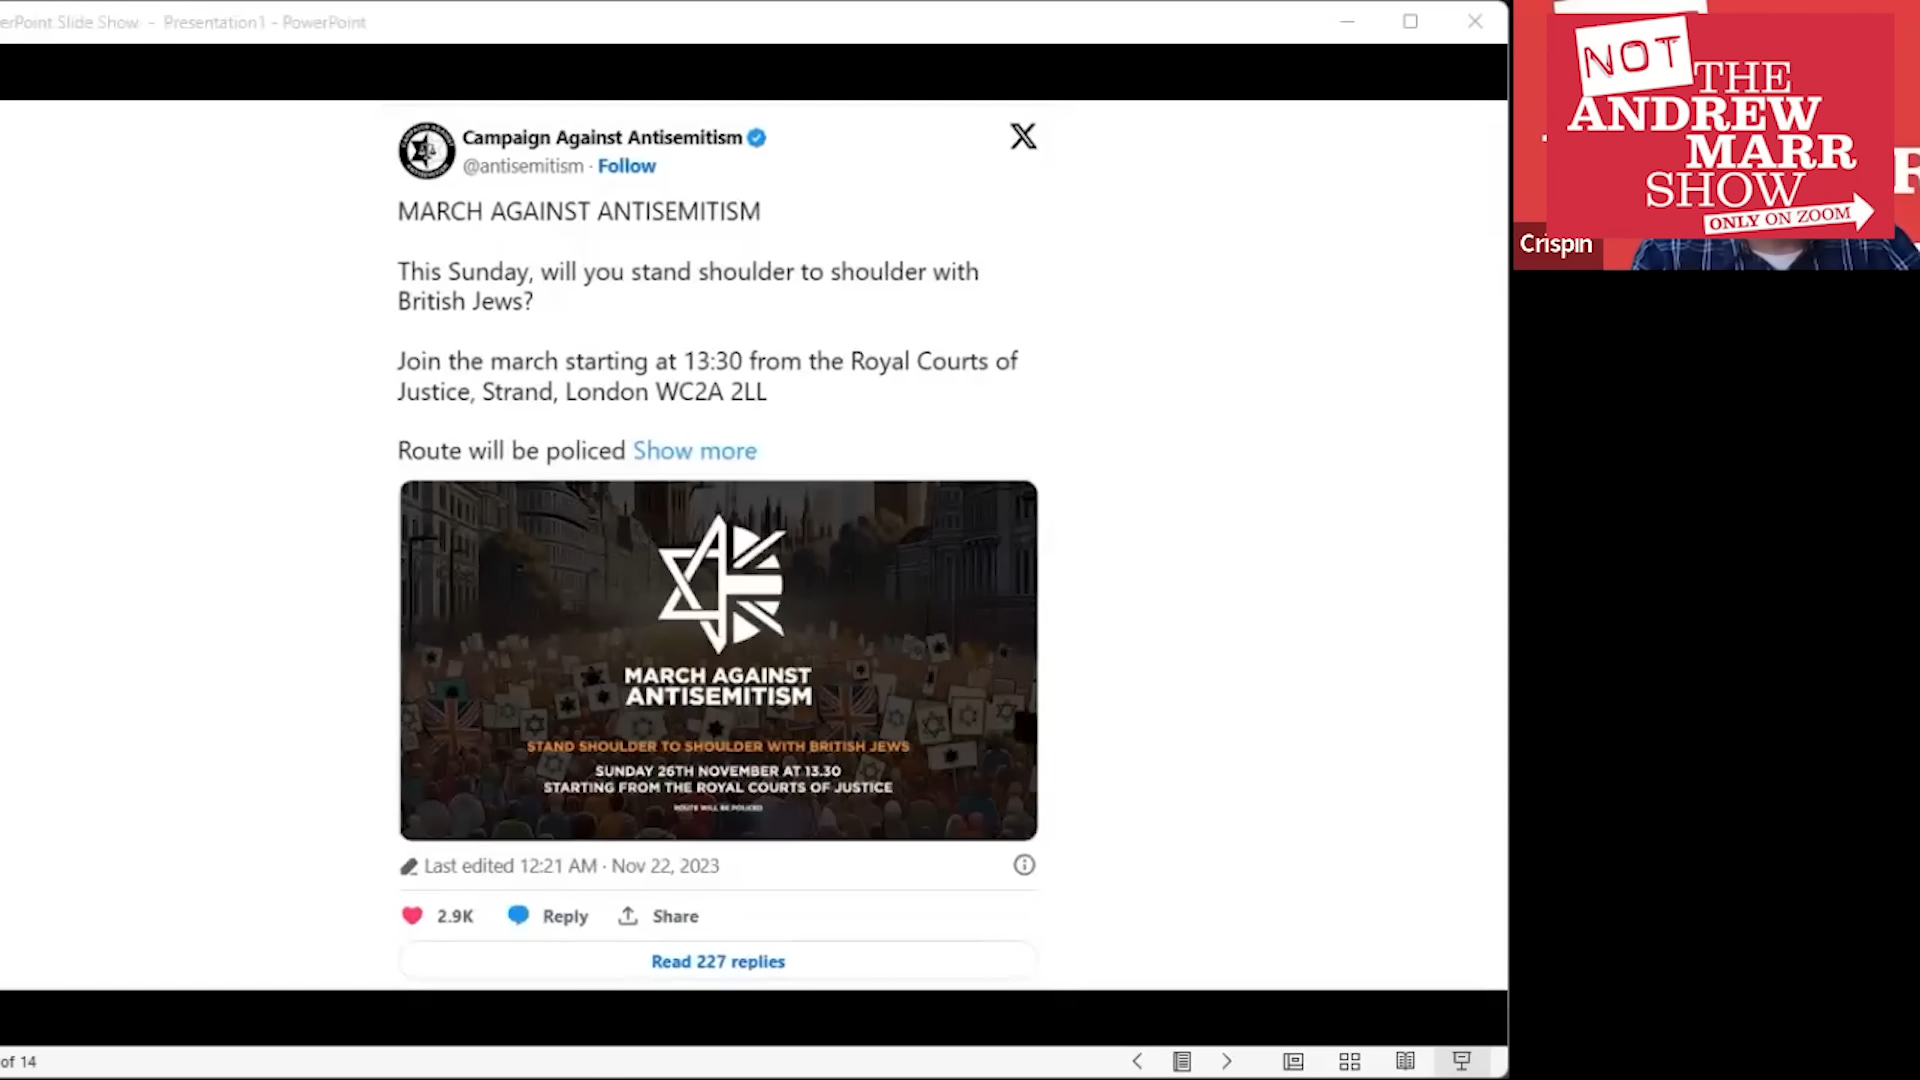 erPoint Slide Show - Presentation1 - PowerPoint
Campaign Against Antisemitism
@antisemitism · Follow
MARCH AGAINST ANTISEMITISM
This Sunday, will you stand shoulder to shoulder with
British Jews?
Join the march starting at 13:30 from the Royal Courts of
Justice, Strand, London WC2A 2LL
Route will be policed Show more
MARCH AGAINST
ANTISEMITISM
STAND SHOULDER TO SHOULDER WITH BRITISH JEWS
SUNDAY 26TH NOVEMBER AT 13.30
STARTING FROM THE ROYAL COURTS OF JUSTICE
ROUTE WILL BE POLICED
Last edited 12:21 AM · Nov 22, 2023
2.9K Reply Share
Read 227 replies
of 14
NOT
THE
ANDREW
MARR
SHOW
ONLY ON ZOOM
R
Crispin